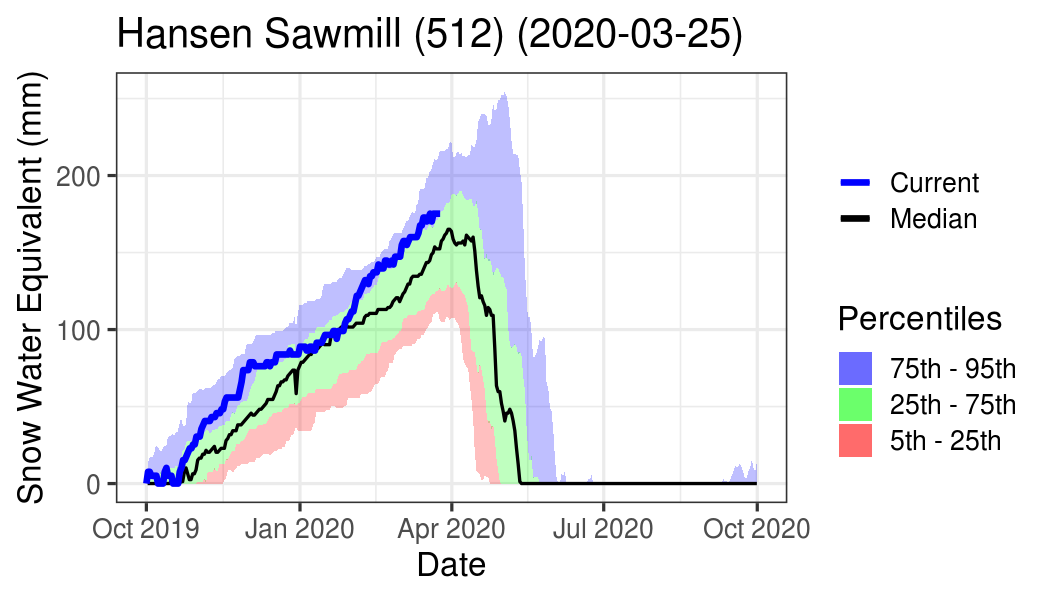 Hansen Sawmill (512) (2020-03-25)
Snow Water Equivalent (mm)
200
100
0
Oct 2019
Jan 2020
Apr 2020
Jul 2020
Oct 2020
Date
Current
Median
Percentiles
75th - 95th
25th - 75th
5th - 25th